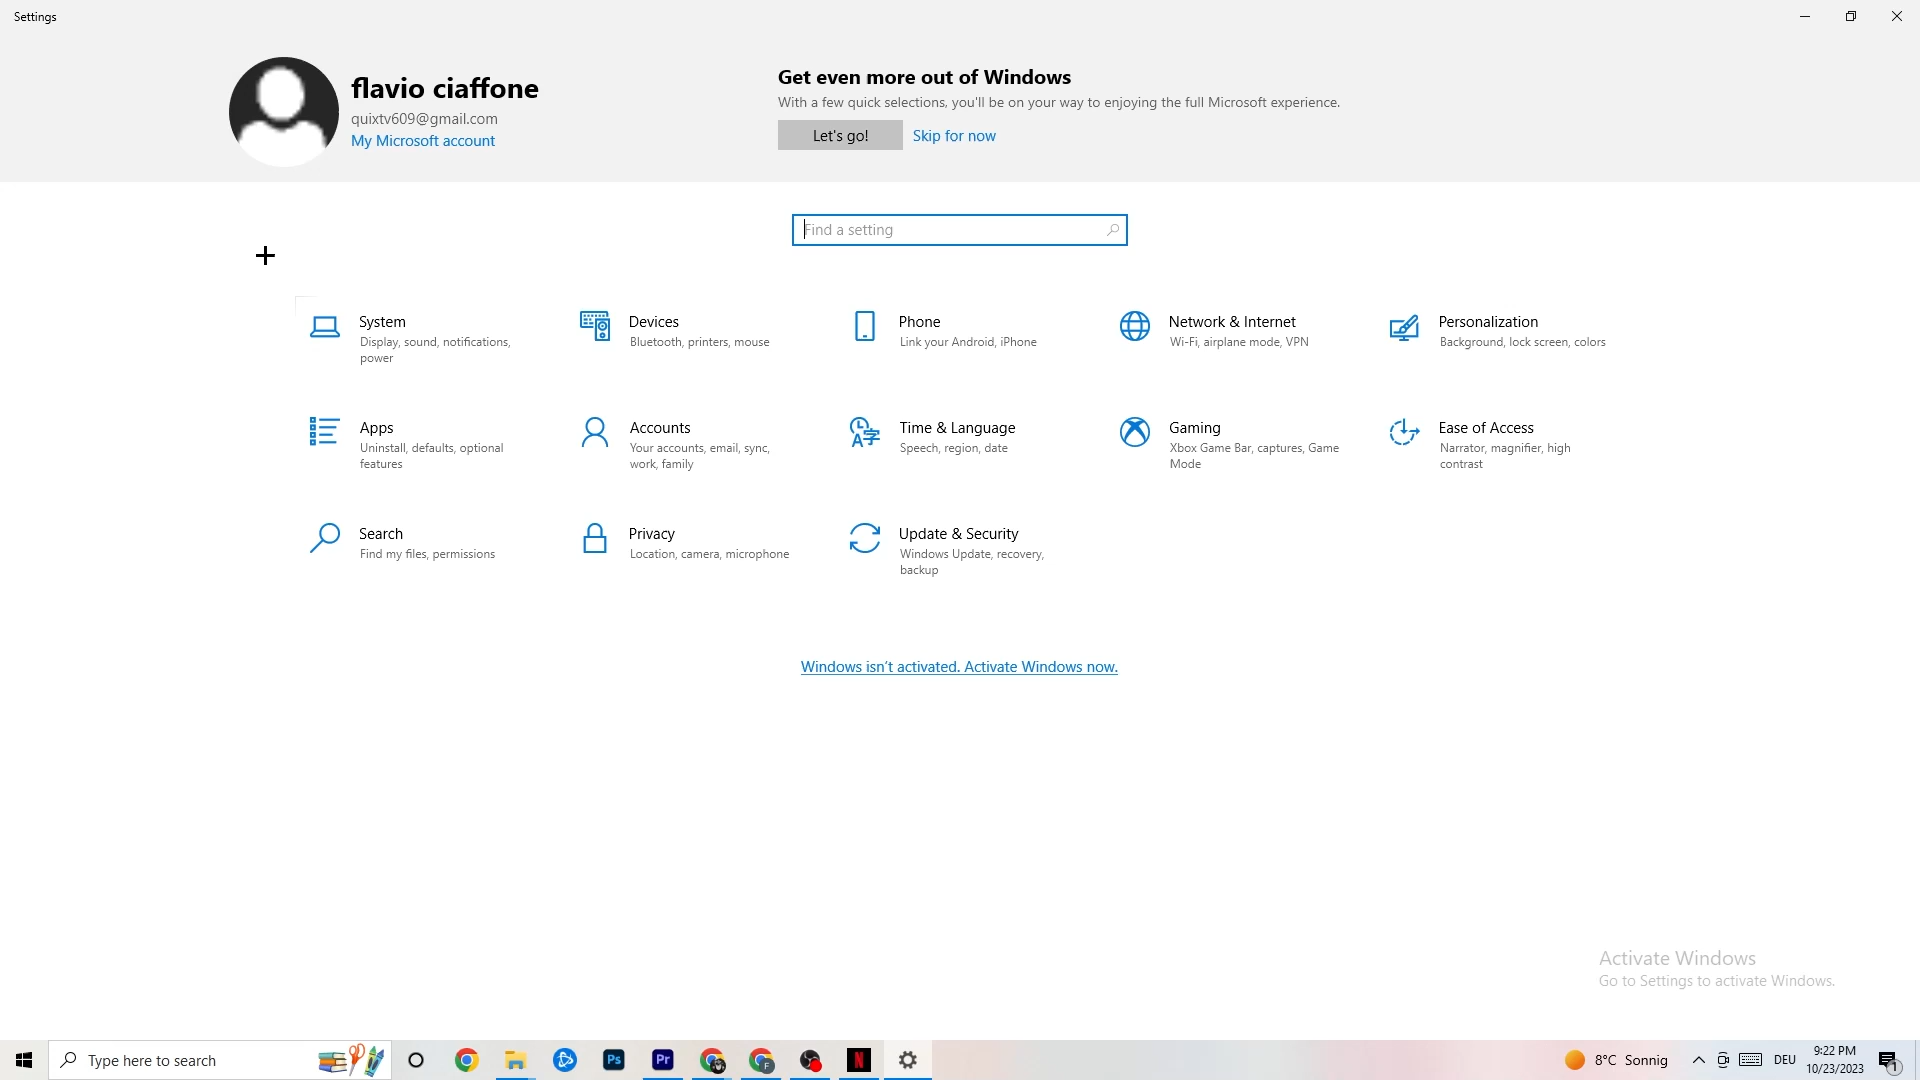 Settings
flavio ciaffone
quixtv609@gmail.com
My Microsoft account
Get even more out of Windows
With a few quick selections, you'll be on your way to enjoying the full Microsoft experience.
Let's go!
Skip for now
Find a setting
System
Display, sound, notifications,
power
Devices
Bluetooth, printers, mouse
Phone
Link your Android, iPhone
Network & Internet
Wi-Fi, airplane mode, VPN
Personalization
Background, lock screen, colors
Apps
Uninstall, defaults, optional
features
Accounts
Your accounts, email, sync,
work, family
Time & Language
Speech, region, date
Gaming
Xbox Game Bar, captures, Game
Mode
Ease of Access
Narrator, magnifier, high
contrast
Search
Find my files, permissions
Privacy
Location, camera, microphone
Update & Security
Windows Update, recovery,
backup
Windows isn't activated. Activate Windows now.
Activate Windows
Go to Settings to activate Windows.
Type here to search
Ps
Pr
F
N
8°C Sonnig
DEU
9:22 PM
10/23/2023
1